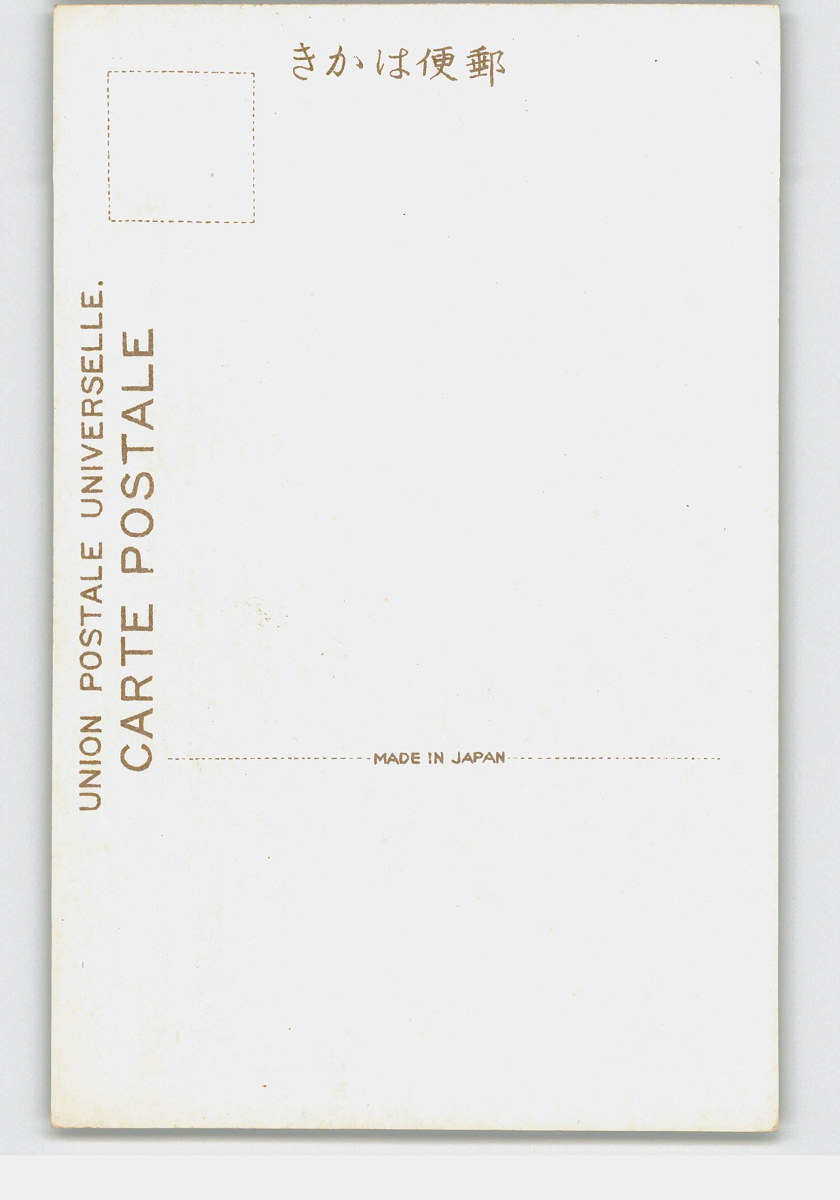 きかは便郵
UNION POSTALE UNIVERSELLE.
CARTE POSTALE
MADE IN JAPAN